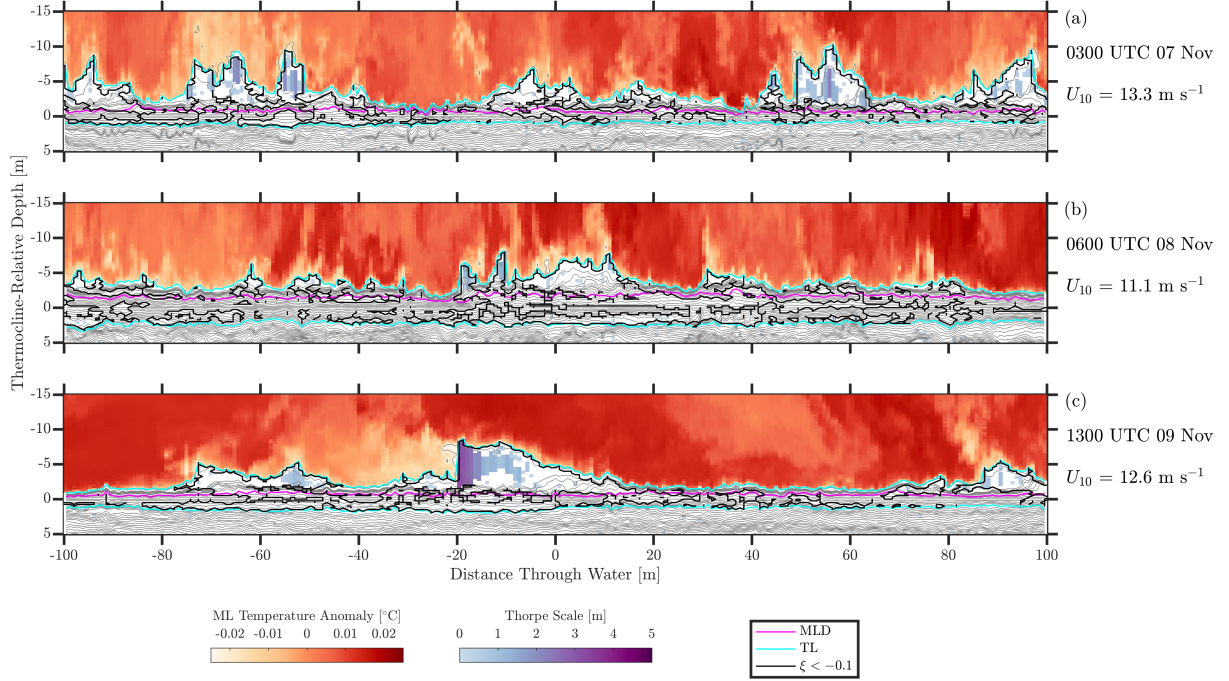 (a)
0300 UTC 07 Nov
U₁₀ = 13.3 m s⁻¹
-15
-10
-5
0
5
(b)
0600 UTC 08 Nov
U₁₀ = 11.1 m s⁻¹
-15
-10
-5
0
5
(c)
1300 UTC 09 Nov
U₁₀ = 12.6 m s⁻¹
-15
-10
-5
0
5
Thermocline-Relative Depth [m]
-100 -80 -60 -40 -20 0 20 40 60 80 100
Distance Through Water [m]
ML Temperature Anomaly [°C]
-0.02 -0.01 0 0.01 0.02
Thorpe Scale [m]
0 1 2 3 4 5
MLD
TL
ξ < −0.1